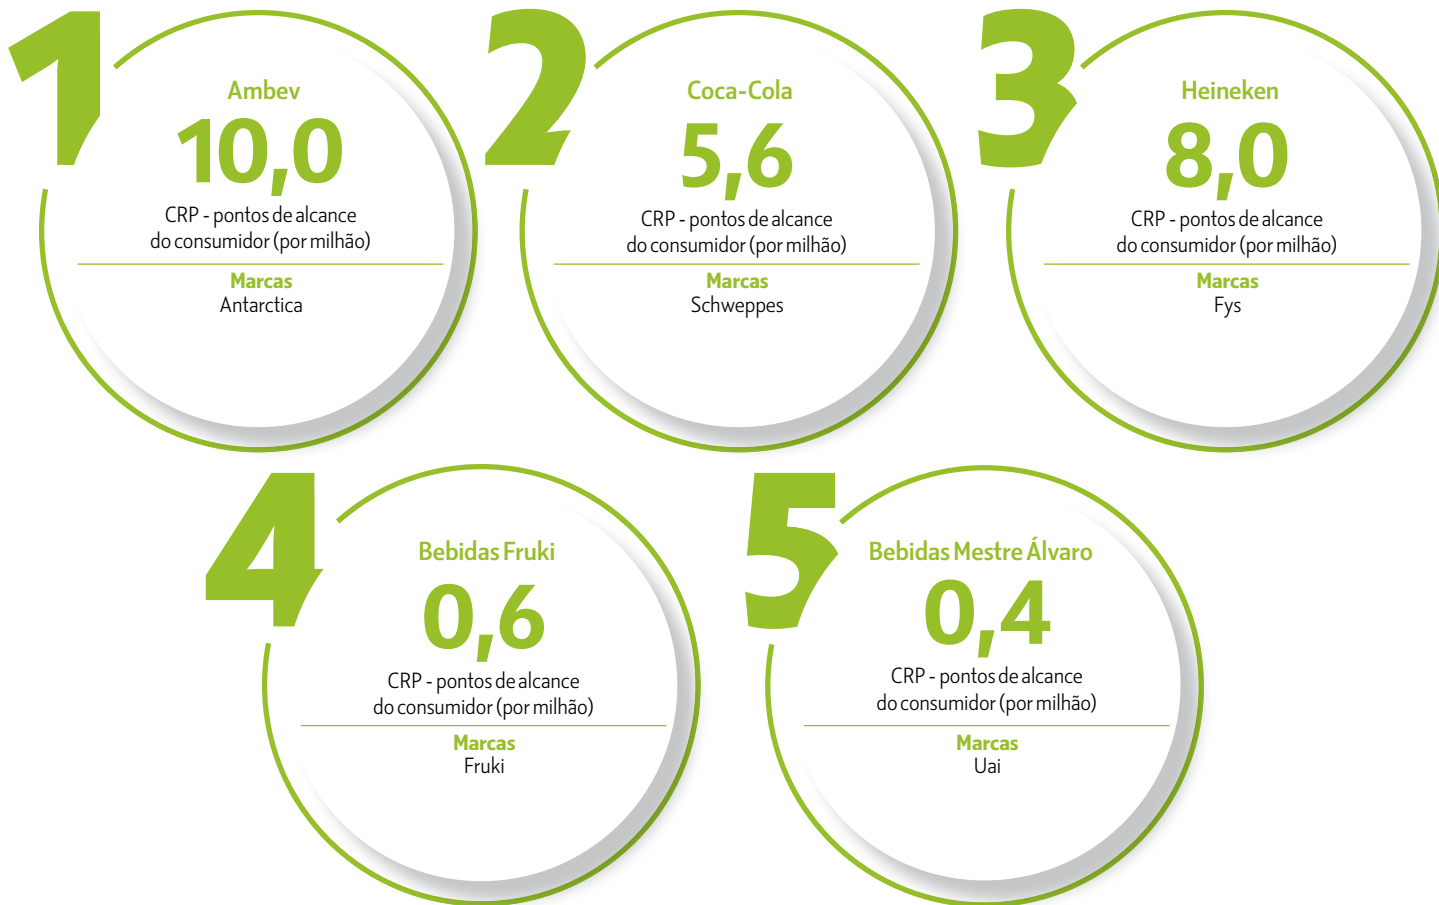 1
Ambev
10,0
CRP - pontos de alcance
do consumidor (por milhão)
Marcas
Antarctica
2
Coca-Cola
5,6
CRP - pontos de alcance
do consumidor (por milhão)
Marcas
Schweppes
3
Heineken
8,0
CRP - pontos de alcance
do consumidor (por milhão)
Marcas
Fys
4
Bebidas Fruki
0,6
CRP - pontos de alcance
do consumidor (por milhão)
Marcas
Fruki
5
Bebidas Mestre Álvaro
0,4
CRP - pontos de alcance
do consumidor (por milhão)
Marcas
Uai